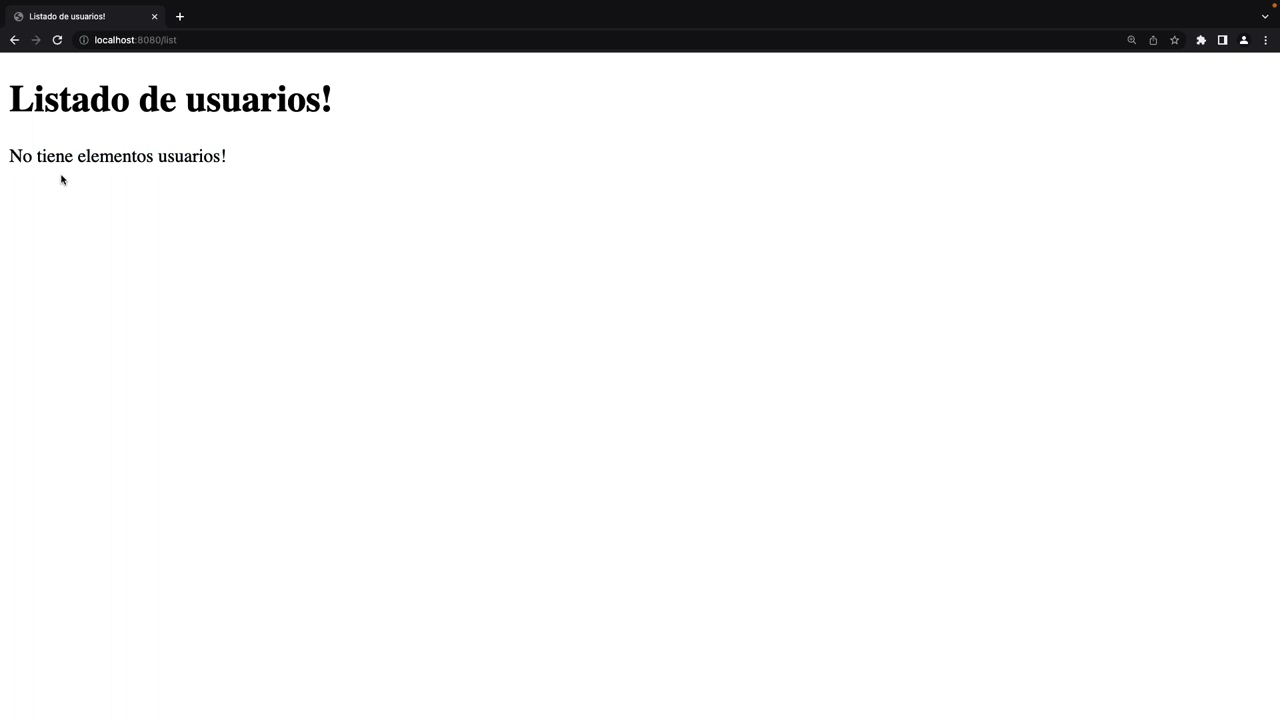 Listado de usuarios!
localhost:8080/list
Listado de usuarios!
No tiene elementos usuarios!